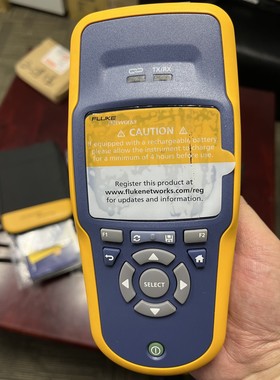 TX/RX
FLUKE
networks
⚠ CAUTION ⚠
equipped with a rechargeable battery
Please allow the instrument to charge
for a minimum of 4 hours before use.
Register this product at
www.flukenetworks.com/reg
for updates and information.
F1
F2
SELECT